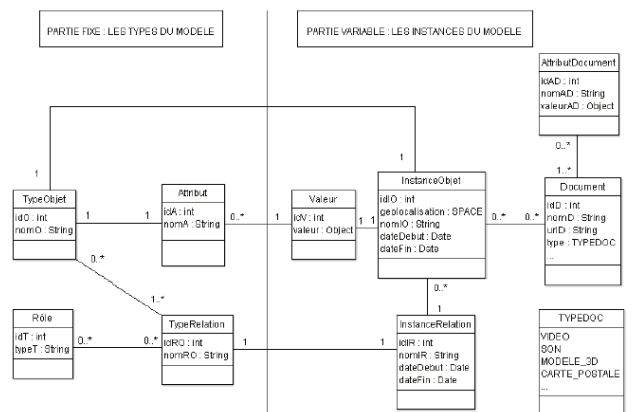 PARTIE FIXE : LES TYPES DU MODELE
PARTIE VARIABLE : LES INSTANCES DU MODELE
AttributDocument
idAD : int
nomAD : String
valeurAD : Object
0..*
1..*
1
1
TypeObjet
idO : int
nomO : String
1
1
Attribut
idA : int
nomA : String
0..*
1
Valeur
idV : int
valeur : Object
1
1
InstanceObjet
idIO : int
geolocalisation : SPACE
nomIO : String
dateDebut : Date
dateFin : Date
0..*
0..*
Document
idD : int
nomD : String
urlD : String
type : TYPEDOC
...
0..*
1..*
0..*
1
Rôle
idT : int
typeT : String
0..*
0..*
TypeRelation
idRO : int
nomRO : String
1
1
InstanceRelation
idIR : int
nomIR : String
dateDebut : Date
dateFin : Date
TYPEDOC
VIDEO
SON
MODELE_3D
CARTE_POSTALE
...